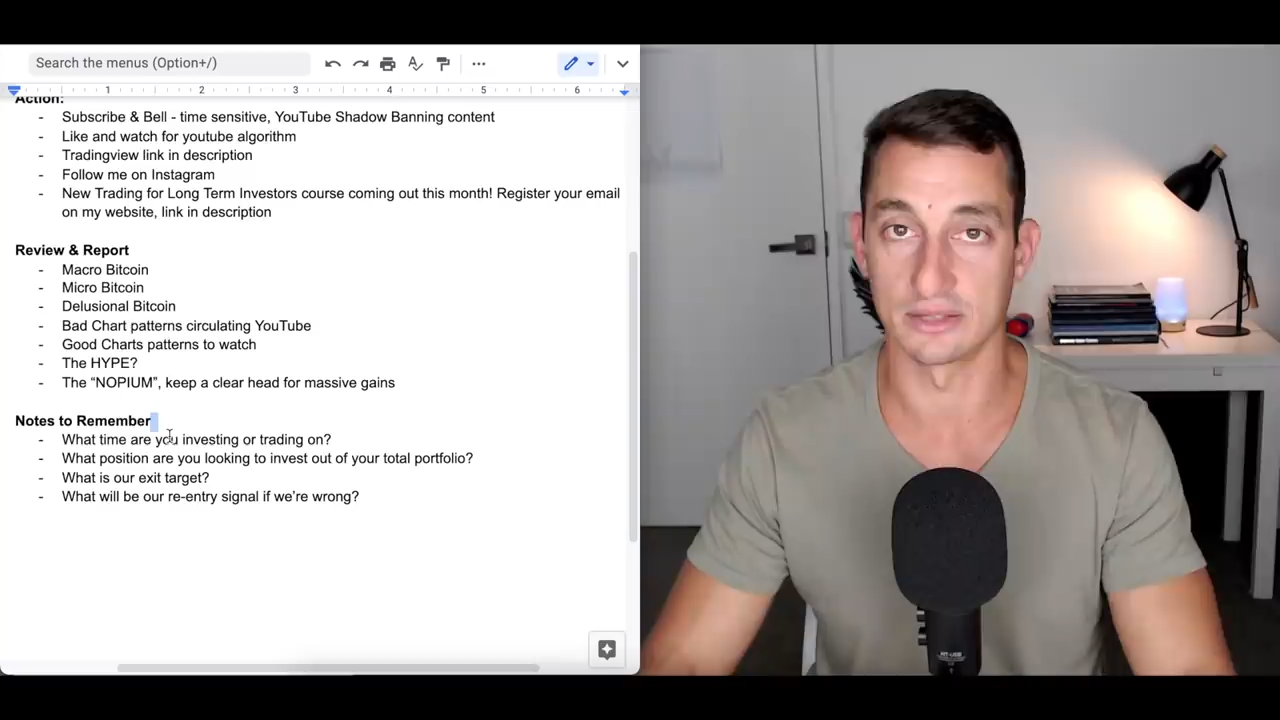 Search the menus (Option+/)
1 2 3 4 5 6
Action:
- Subscribe & Bell - time sensitive, YouTube Shadow Banning content
- Like and watch for youtube algorithm
- Tradingview link in description
- Follow me on Instagram
- New Trading for Long Term Investors course coming out this month! Register your email
on my website, link in description
Review & Report
- Macro Bitcoin
- Micro Bitcoin
- Delusional Bitcoin
- Bad Chart patterns circulating YouTube
- Good Charts patterns to watch
- The HYPE?
- The “NOPIUM”, keep a clear head for massive gains
Notes to Remember
- What time are you investing or trading on?
- What position are you looking to invest out of your total portfolio?
- What is our exit target?
- What will be our re-entry signal if we’re wrong?